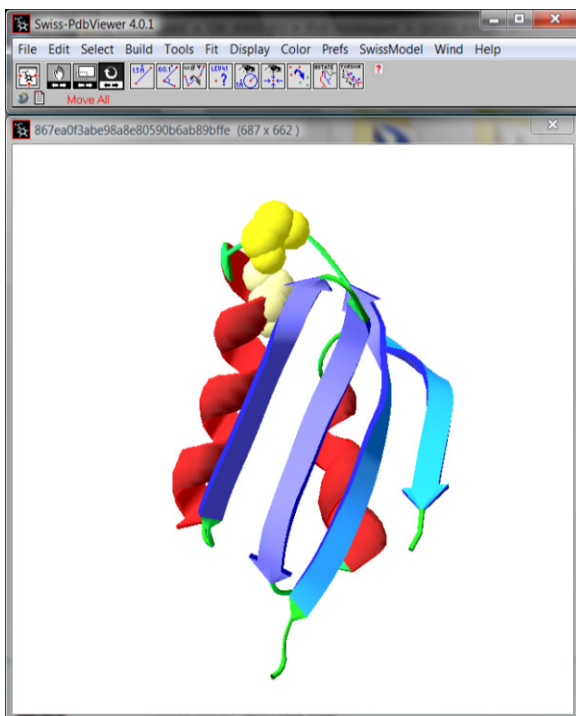 Swiss-PdbViewer 4.0.1
File Edit Select Build Tools Fit Display Color Prefs SwissModel Wind Help
Move All
867ea0f3abe98a8e80590b6ab89bffe (687 x 662 )